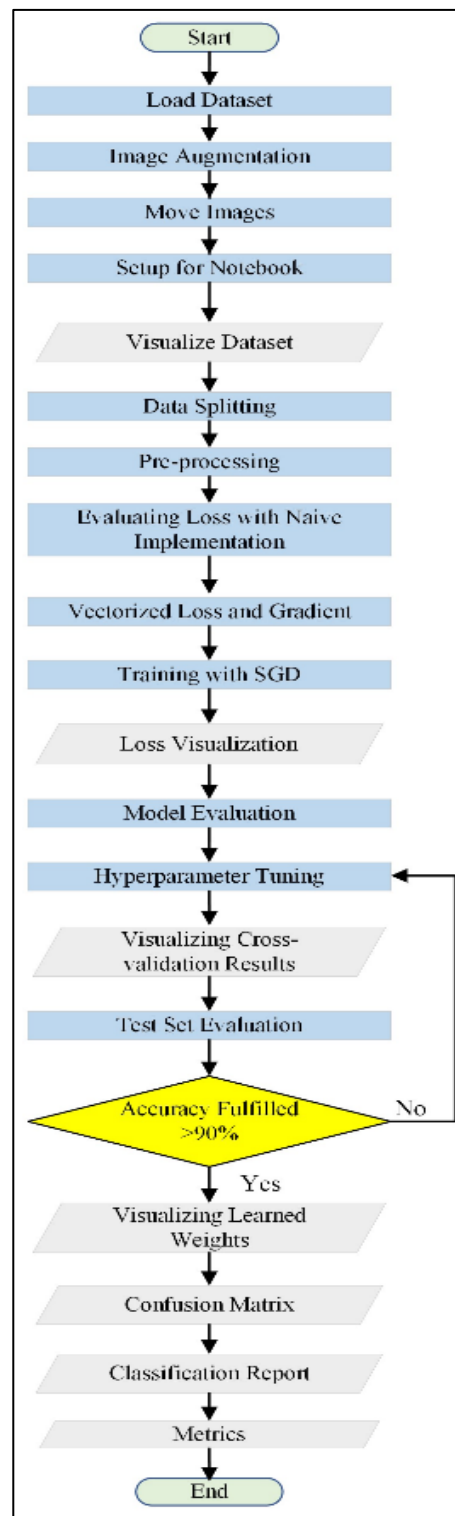 Start
Load Dataset
Image Augmentation
Move Images
Setup for Notebook
Visualize Dataset
Data Splitting
Pre-processing
Evaluating Loss with Naive
Implementation
Vectorized Loss and Gradient
Training with SGD
Loss Visualization
Model Evaluation
Hyperparameter Tuning
Visualizing Cross-
validation Results
Test Set Evaluation
Accuracy Fulfilled
>90%
No
Yes
Visualizing Learned
Weights
Confusion Matrix
Classification Report
Metrics
End